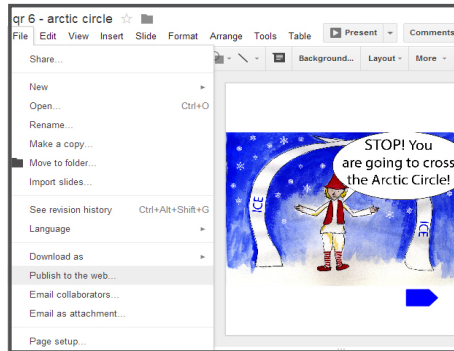 qr 6 - arctic circle
File Edit View Insert Slide Format Arrange Tools Table Present Comments
Share...
Background... Layout More
New
Open... Ctrl+O
Rename...
Make a copy...
Move to folder...
Import slides...
See revision history Ctrl+Alt+Shift+G
Language
Download as
Publish to the web...
Email collaborators...
Email as attachment...
Page setup...
STOP! You
are going to cross
the Arctic Circle!
ICE
ICE